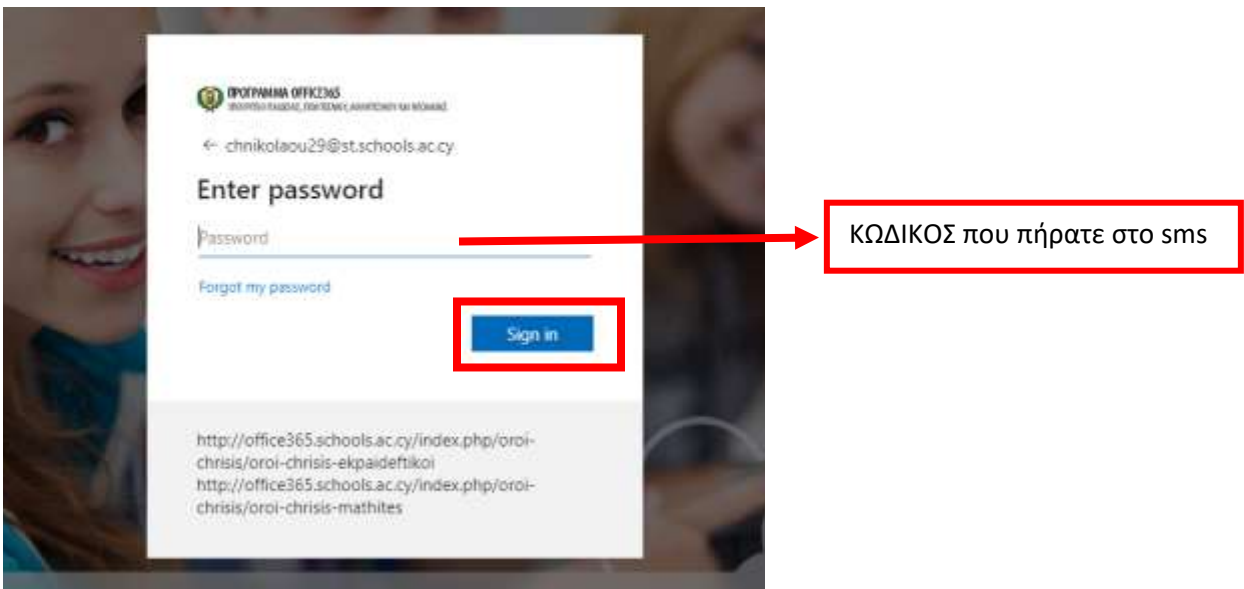 ΠΡΟΓΡΑΜΜΑ OFFICE365
← chnikolaou29@st.schools.ac.cy
Enter password
Password
Forgot my password
Sign in
ΚΩΔΙΚΟΣ που πήρατε στο sms
http://office365.schools.ac.cy/index.php/oroi-
chrisis/oroi-chrisis-ekpaideftikoi
http://office365.schools.ac.cy/index.php/oroi-
chrisis/oroi-chrisis-mathites